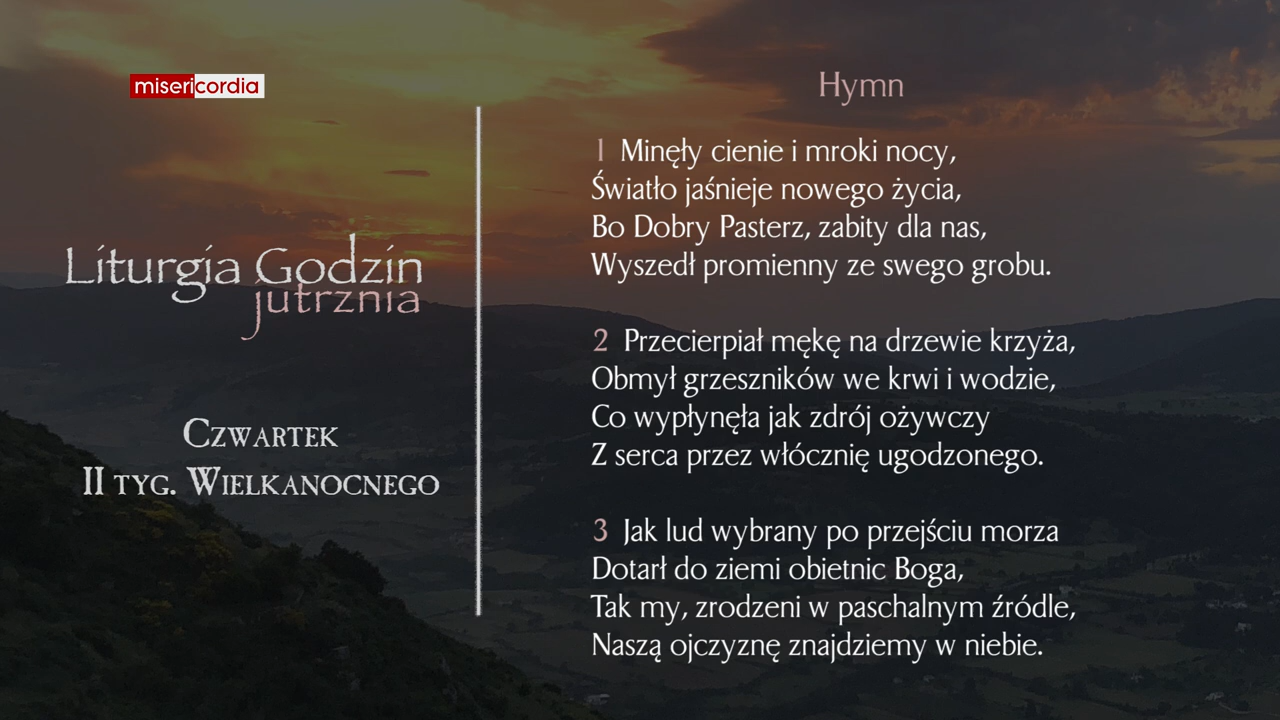 misericordia
Liturgia Godzin
jutrznia
Czwartek
II tyg. Wielkanocnego
Hymn
1 Minęły cienie i mroki nocy,
Światło jaśnieje nowego życia,
Bo Dobry Pasterz, zabity dla nas,
Wyszedł promienny ze swego grobu.
2 Przecierpiał mękę na drzewie krzyża,
Obmył grzeszników we krwi i wodzie,
Co wypłynęła jak zdrój ożywczy
Z serca przez włócznię ugodzonego.
3 Jak lud wybrany po przejściu morza
Dotarł do ziemi obietnic Boga,
Tak my, zrodzeni w paschalnym źródle,
Naszą ojczyznę znajdziemy w niebie.